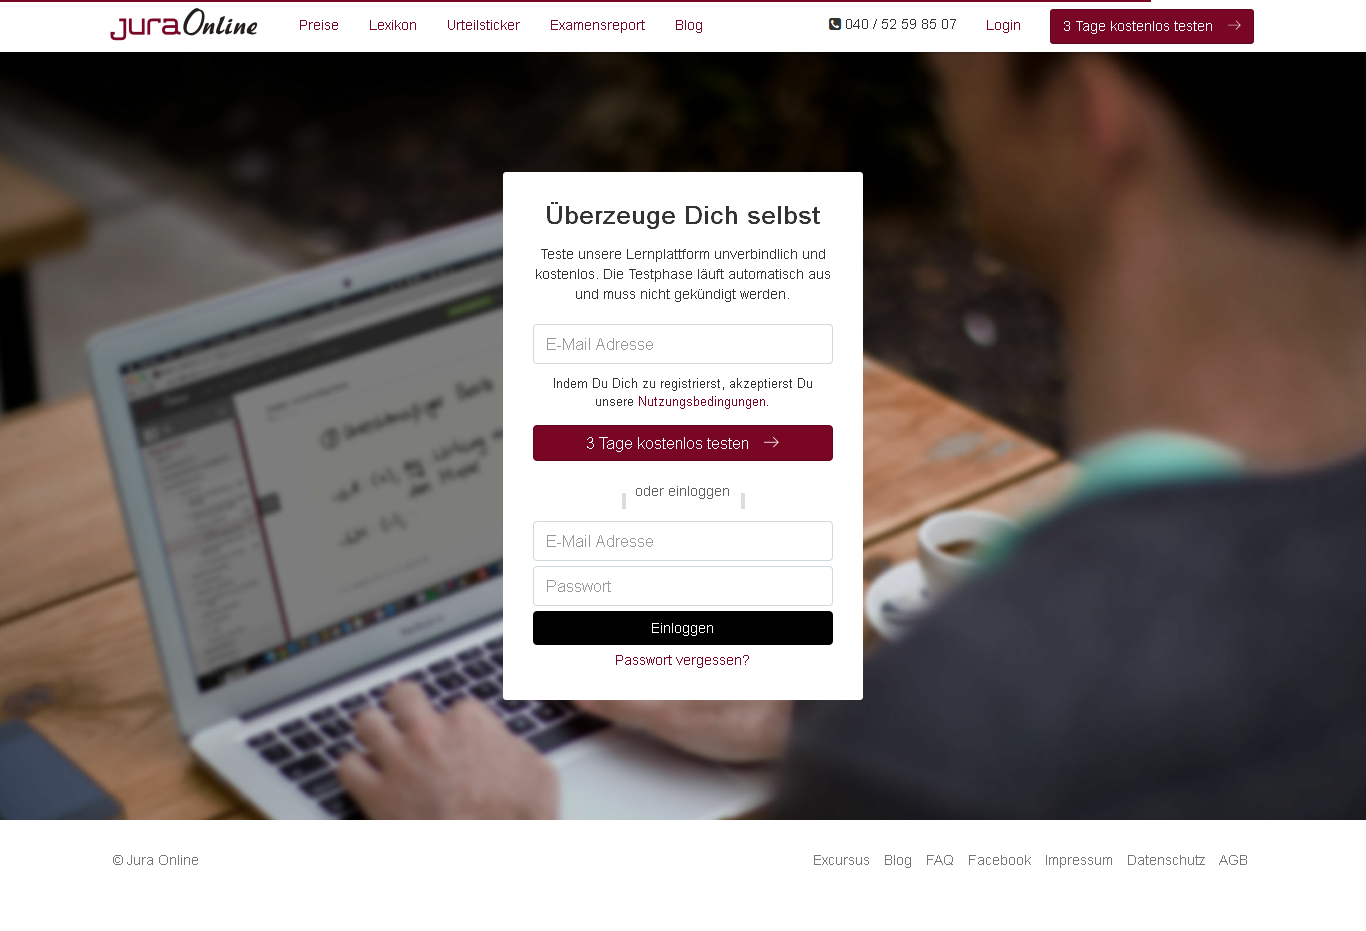 juraOnline
Preise Lexikon Urteilsticker Examensreport Blog
040 / 52 59 85 07 Login 3 Tage kostenlos testen
Überzeuge Dich selbst
Teste unsere Lernplattform unverbindlich und
kostenlos. Die Testphase läuft automatisch aus
und muss nicht gekündigt werden.
E-Mail Adresse
Indem Du Dich zu registrierst, akzeptierst Du
unsere Nutzungsbedingungen.
3 Tage kostenlos testen
oder einloggen
E-Mail Adresse
Passwort
Einloggen
Passwort vergessen?
© Jura Online
Excursus Blog FAQ Facebook Impressum Datenschutz AGB